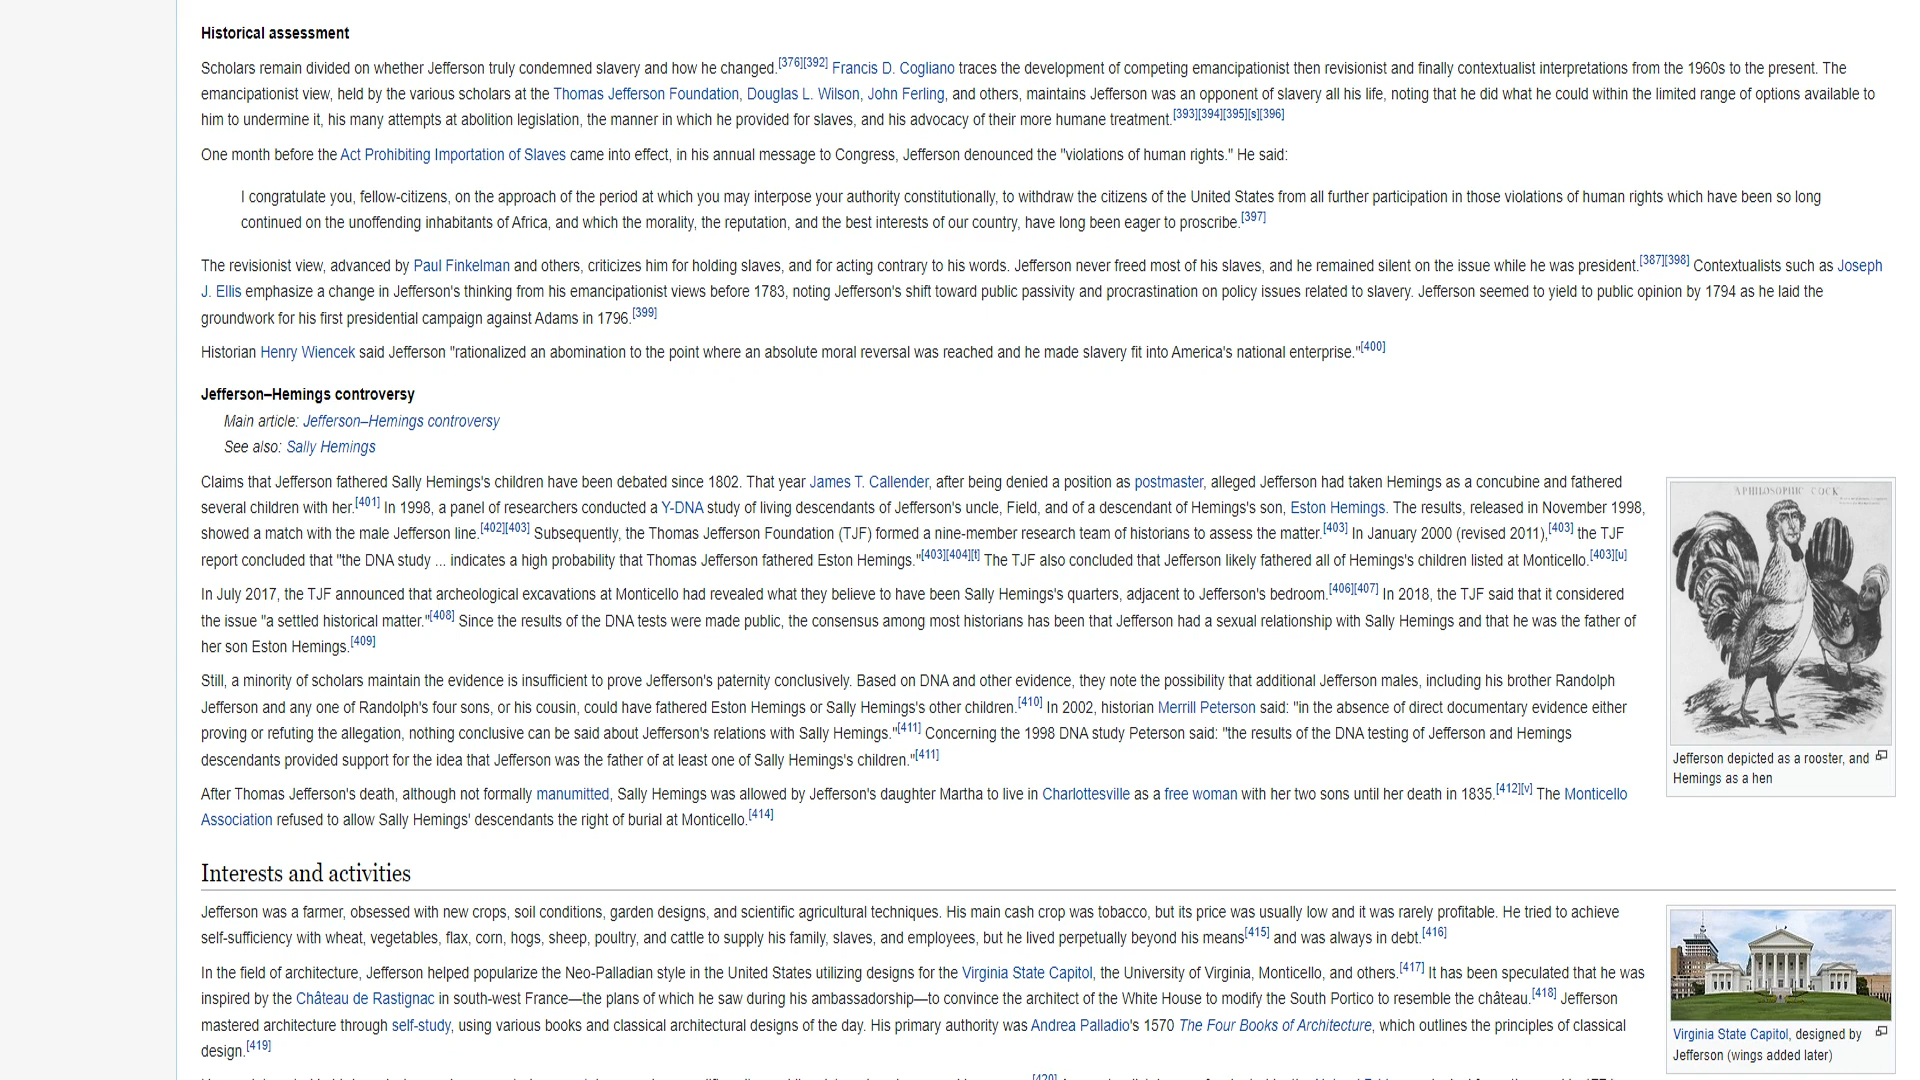 Historical assessment
Scholars remain divided on whether Jefferson truly condemned slavery and how he changed.[376][392] Francis D. Cogliano traces the development of competing emancipationist then revisionist and finally contextualist interpretations from the 1960s to the present. The
emancipationist view, held by the various scholars at the Thomas Jefferson Foundation, Douglas L. Wilson, John Ferling, and others, maintains Jefferson was an opponent of slavery all his life, noting that he did what he could within the limited range of options available to
him to undermine it, his many attempts at abolition legislation, the manner in which he provided for slaves, and his advocacy of their more humane treatment.[393][394][395][s][396]
One month before the Act Prohibiting Importation of Slaves came into effect, in his annual message to Congress, Jefferson denounced the "violations of human rights." He said:
I congratulate you, fellow-citizens, on the approach of the period at which you may interpose your authority constitutionally, to withdraw the citizens of the United States from all further participation in those violations of human rights which have been so long
continued on the unoffending inhabitants of Africa, and which the morality, the reputation, and the best interests of our country, have long been eager to proscribe.[397]
The revisionist view, advanced by Paul Finkelman and others, criticizes him for holding slaves, and for acting contrary to his words. Jefferson never freed most of his slaves, and he remained silent on the issue while he was president.[387][398] Contextualists such as Joseph
J. Ellis emphasize a change in Jefferson's thinking from his emancipationist views before 1783, noting Jefferson's shift toward public passivity and procrastination on policy issues related to slavery. Jefferson seemed to yield to public opinion by 1794 as he laid the
groundwork for his first presidential campaign against Adams in 1796.[399]
Historian Henry Wiencek said Jefferson "rationalized an abomination to the point where an absolute moral reversal was reached and he made slavery fit into America's national enterprise."[400]
Jefferson–Hemings controversy
Main article: Jefferson–Hemings controversy
See also: Sally Hemings
Claims that Jefferson fathered Sally Hemings's children have been debated since 1802. That year James T. Callender, after being denied a position as postmaster, alleged Jefferson had taken Hemings as a concubine and fathered
several children with her.[401] In 1998, a panel of researchers conducted a Y-DNA study of living descendants of Jefferson's uncle, Field, and of a descendant of Hemings's son, Eston Hemings. The results, released in November 1998,
showed a match with the male Jefferson line.[402][403] Subsequently, the Thomas Jefferson Foundation (TJF) formed a nine-member research team of historians to assess the matter.[403] In January 2000 (revised 2011),[403] the TJF
report concluded that "the DNA study ... indicates a high probability that Thomas Jefferson fathered Eston Hemings."[403][404][t] The TJF also concluded that Jefferson likely fathered all of Hemings's children listed at Monticello.[403][u]
In July 2017, the TJF announced that archeological excavations at Monticello had revealed what they believe to have been Sally Hemings's quarters, adjacent to Jefferson's bedroom.[406][407] In 2018, the TJF said that it considered
the issue "a settled historical matter."[408] Since the results of the DNA tests were made public, the consensus among most historians has been that Jefferson had a sexual relationship with Sally Hemings and that he was the father of
her son Eston Hemings.[409]
Still, a minority of scholars maintain the evidence is insufficient to prove Jefferson's paternity conclusively. Based on DNA and other evidence, they note the possibility that additional Jefferson males, including his brother Randolph
Jefferson and any one of Randolph's four sons, or his cousin, could have fathered Eston Hemings or Sally Hemings's other children.[410] In 2002, historian Merrill Peterson said: "in the absence of direct documentary evidence either
proving or refuting the allegation, nothing conclusive can be said about Jefferson's relations with Sally Hemings."[411] Concerning the 1998 DNA study Peterson said: "the results of the DNA testing of Jefferson and Hemings
descendants provided support for the idea that Jefferson was the father of at least one of Sally Hemings's children."[411]
After Thomas Jefferson's death, although not formally manumitted, Sally Hemings was allowed by Jefferson's daughter Martha to live in Charlottesville as a free woman with her two sons until her death in 1835.[412][v] The Monticello
Association refused to allow Sally Hemings' descendants the right of burial at Monticello.[414]
A PHILOSOPHIC COCK
Jefferson depicted as a rooster, and
Hemings as a hen
Interests and activities
Jefferson was a farmer, obsessed with new crops, soil conditions, garden designs, and scientific agricultural techniques. His main cash crop was tobacco, but its price was usually low and it was rarely profitable. He tried to achieve
self-sufficiency with wheat, vegetables, flax, corn, hogs, sheep, poultry, and cattle to supply his family, slaves, and employees, but he lived perpetually beyond his means[415] and was always in debt.[416]
In the field of architecture, Jefferson helped popularize the Neo-Palladian style in the United States utilizing designs for the Virginia State Capitol, the University of Virginia, Monticello, and others.[417] It has been speculated that he was
inspired by the Château de Rastignac in south-west France—the plans of which he saw during his ambassadorship—to convince the architect of the White House to modify the South Portico to resemble the château.[418] Jefferson
mastered architecture through self-study, using various books and classical architectural designs of the day. His primary authority was Andrea Palladio's 1570 The Four Books of Architecture, which outlines the principles of classical
design.[419]
Virginia State Capitol, designed by
Jefferson (wings added later)